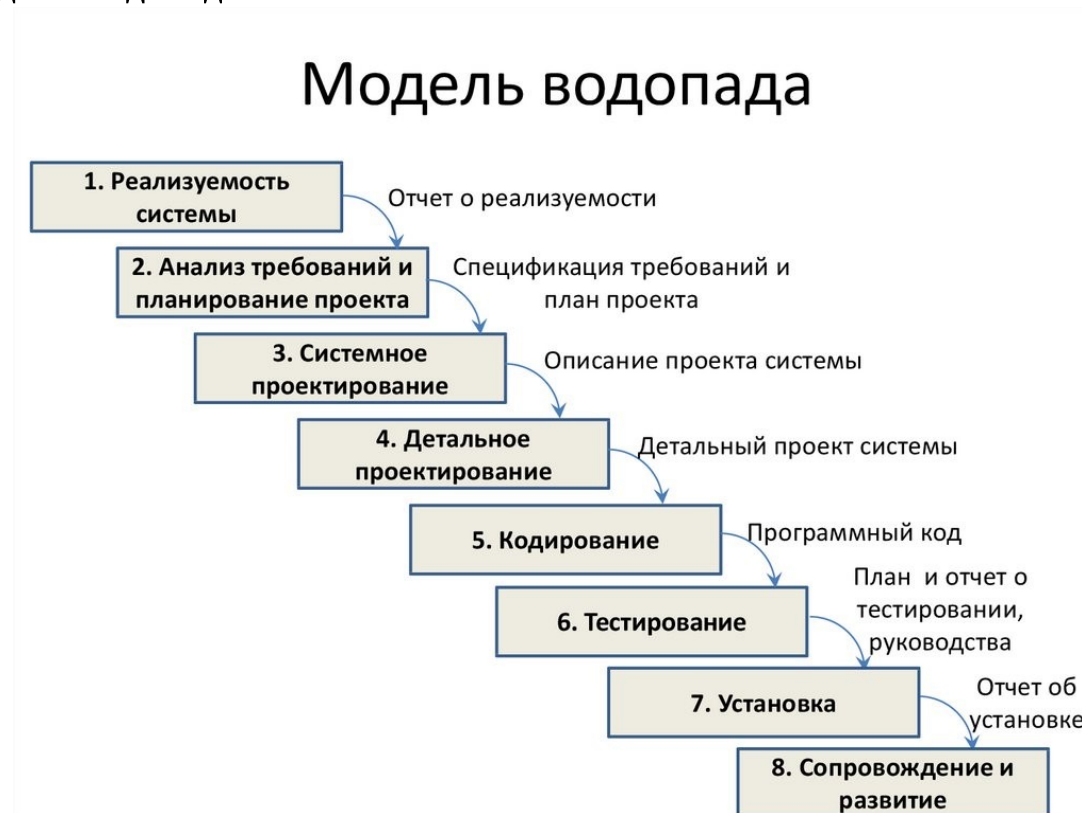 Модель водопада
1. Реализуемость
системы
Отчет о реализуемости
2. Анализ требований и
планирование проекта
Спецификация требований и
план проекта
3. Системное
проектирование
Описание проекта системы
4. Детальное
проектирование
Детальный проект системы
5. Кодирование
Программный код
6. Тестирование
План и отчет о
тестировании,
руководства
7. Установка
Отчет об
установке
8. Сопровождение и
развитие